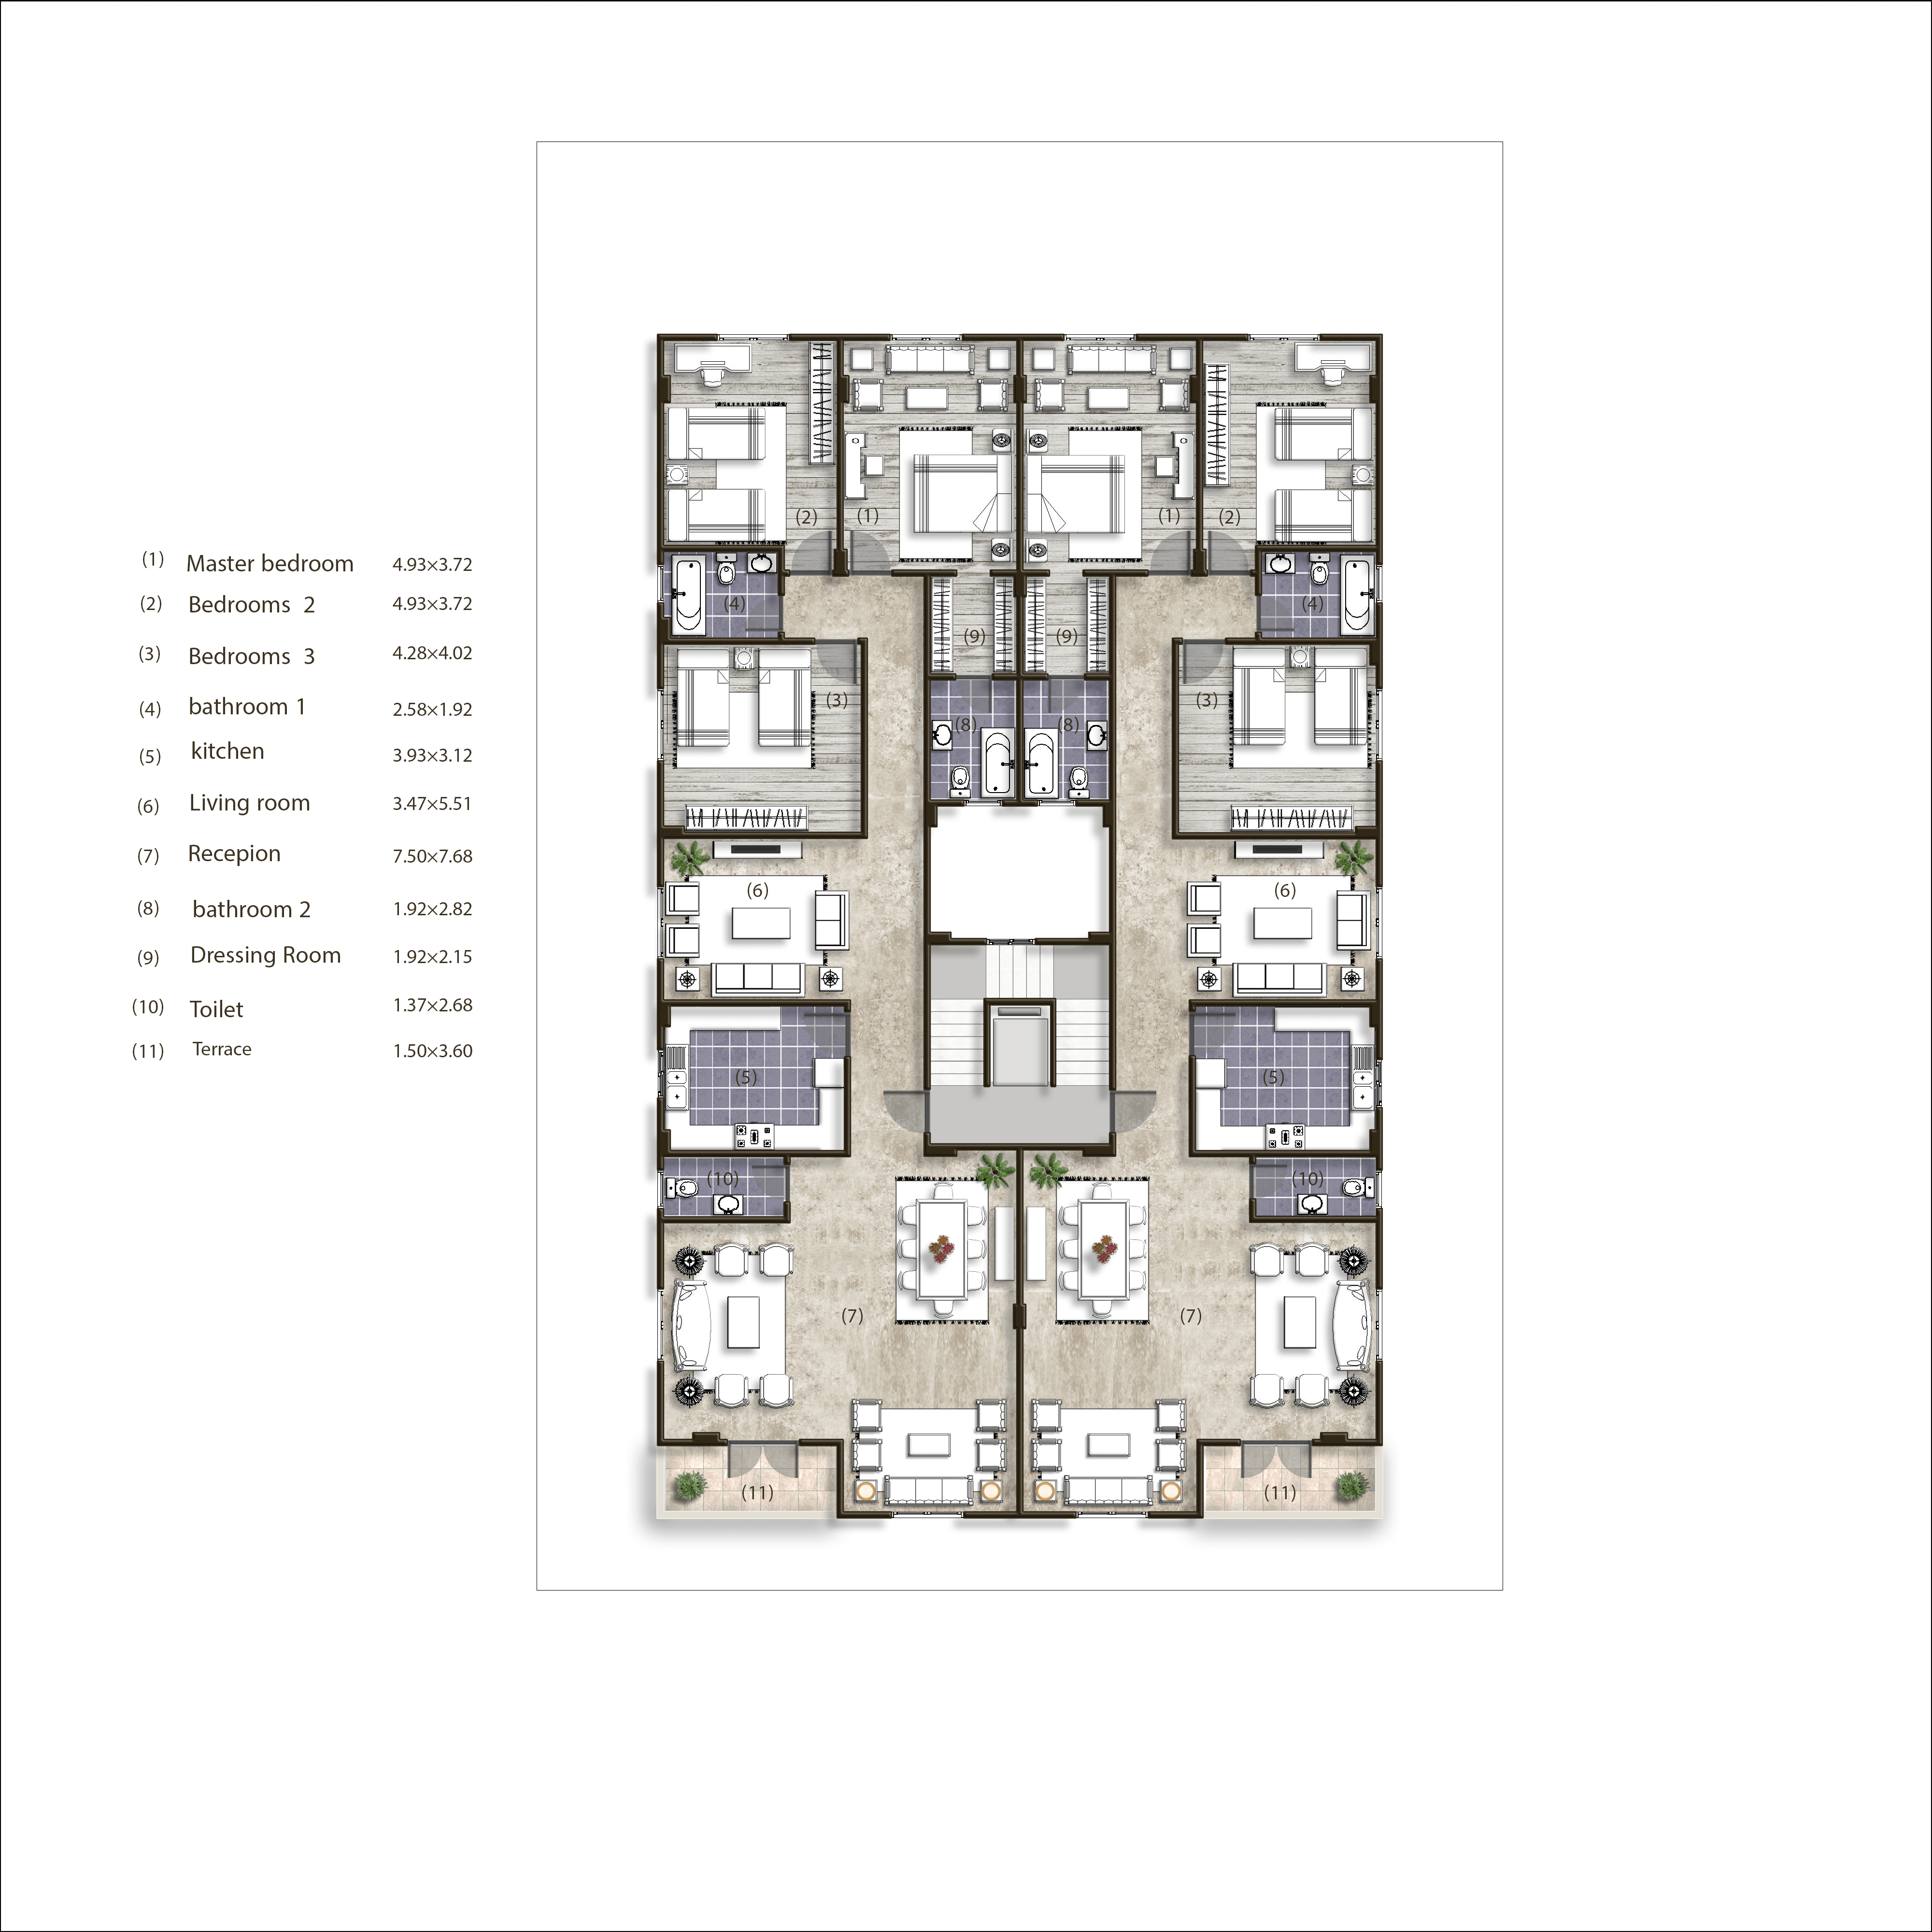 (1) Master bedroom 4.93×3.72
(2) Bedrooms 2 4.93×3.72
(3) Bedrooms 3 4.28×4.02
(4) bathroom 1 2.58×1.92
(5) kitchen 3.93×3.12
(6) Living room 3.47×5.51
(7) Recepion 7.50×7.68
(8) bathroom 2 1.92×2.82
(9) Dressing Room 1.92×2.15
(10) Toilet 1.37×2.68
(11) Terrace 1.50×3.60
(2) (1) (1) (2)
(4) (4)
(9) (9)
(3) (3)
(8) (8)
(6) (6)
(5) (5)
(10) (10)
(7) (7)
(11) (11)